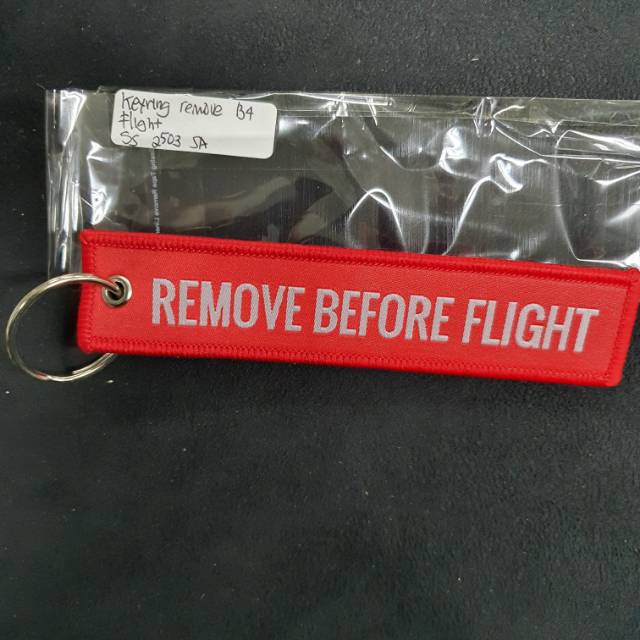 Keyring remove B4
Flight
SS 2503 SA
REMOVE BEFORE FLIGHT